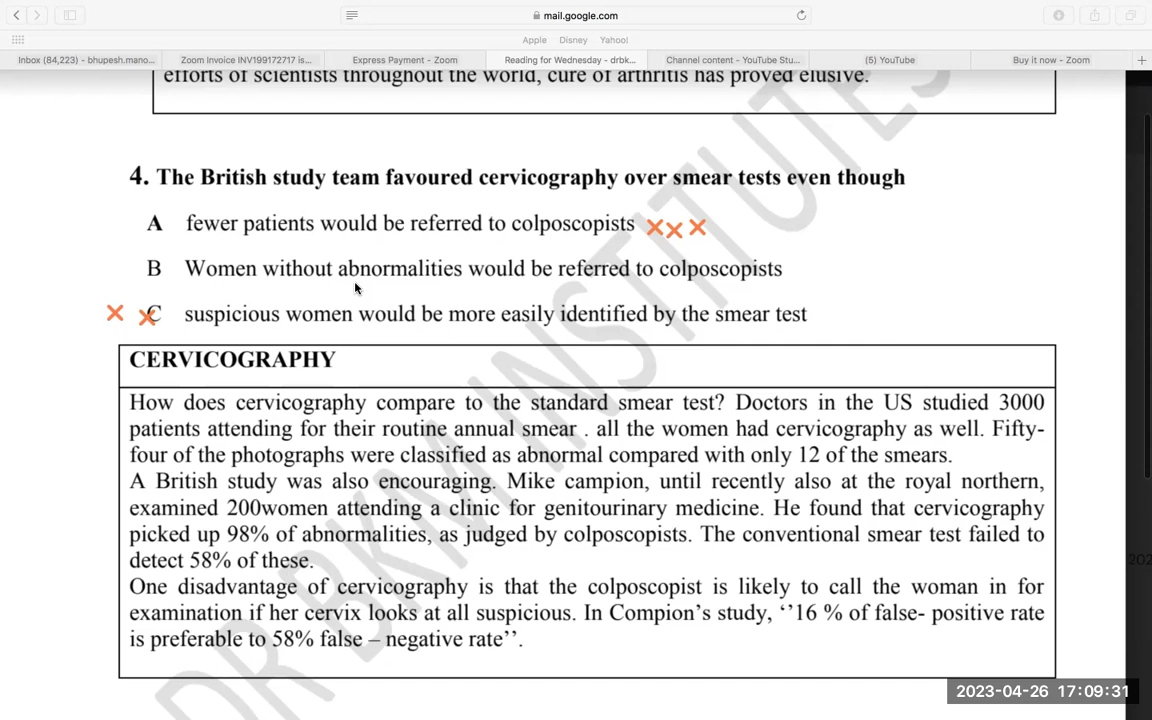 mail.google.com
Apple Disney Yahoo!
Inbox (84,223) - bhupesh.mano... Zoom Invoice INV199172717 is... Express Payment - Zoom Reading for Wednesday - drbk... Channel content - YouTube Stu... (5) YouTube Buy it now - Zoom
efforts of scientists throughout the world, cure of arthritis has proved elusive.
4. The British study team favoured cervicography over smear tests even though
A fewer patients would be referred to colposcopists
B Women without abnormalities would be referred to colposcopists
C suspicious women would be more easily identified by the smear test
CERVICOGRAPHY
How does cervicography compare to the standard smear test? Doctors in the US studied 3000
patients attending for their routine annual smear . all the women had cervicography as well. Fifty-
four of the photographs were classified as abnormal compared with only 12 of the smears.
A British study was also encouraging. Mike campion, until recently also at the royal northern,
examined 200women attending a clinic for genitourinary medicine. He found that cervicography
picked up 98% of abnormalities, as judged by colposcopists. The conventional smear test failed to
detect 58% of these.
One disadvantage of cervicography is that the colposcopist is likely to call the woman in for
examination if her cervix looks at all suspicious. In Compion's study, ‘‘16 % of false- positive rate
is preferable to 58% false – negative rate’’.
DR BKM INSTITUTES
202
2023-04-26 17:09:31